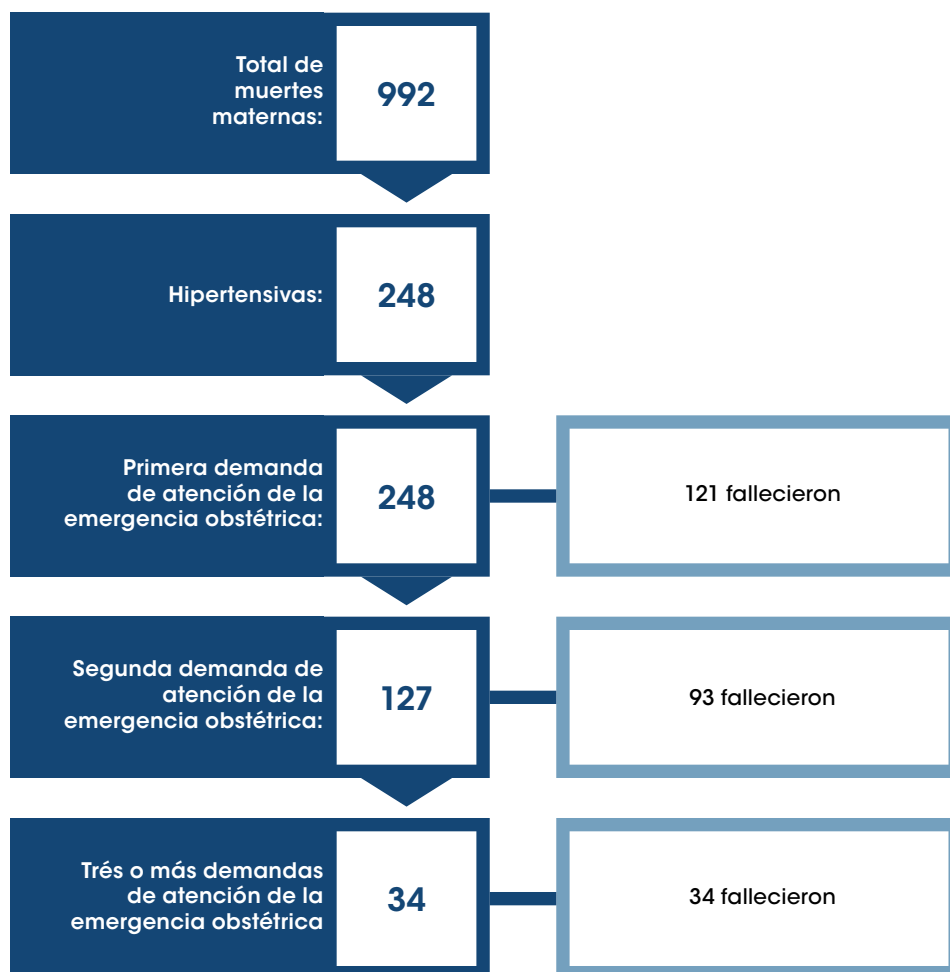 Total de
muertes
maternas:
992
Hipertensivas:
248
Primera demanda
de atención de la
emergencia obstétrica:
248
121 fallecieron
Segunda demanda de
atención de la
emergencia obstétrica:
127
93 fallecieron
Trés o más demandas
de atención de la
emergencia obstétrica
34
34 fallecieron